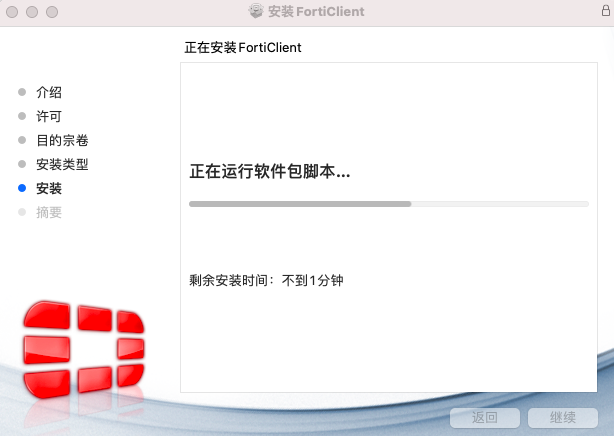 安装 FortiClient
正在安装FortiClient
介绍
许可
目的宗卷
安装类型
安装
摘要
正在运行软件包脚本...
剩余安装时间：不到1分钟
返回
继续